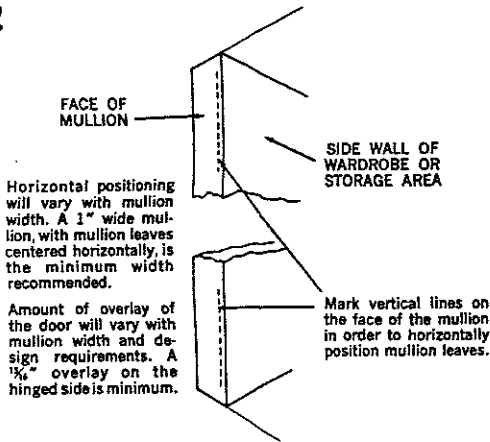 FACE OF
MULLION
SIDE WALL OF
WARDROBE OR
STORAGE AREA
Horizontal positioning
will vary with mullion
width. A 1" wide mul-
lion, with mullion leaves
centered horizontally, is
the minimum width
recommended.
Amount of overlay of
the door will vary with
mullion width and de-
sign requirements. A
overlay on the
hinged side is minimum.
Mark vertical lines on
the face of the mullion
in order to horizontally
position mullion leaves.